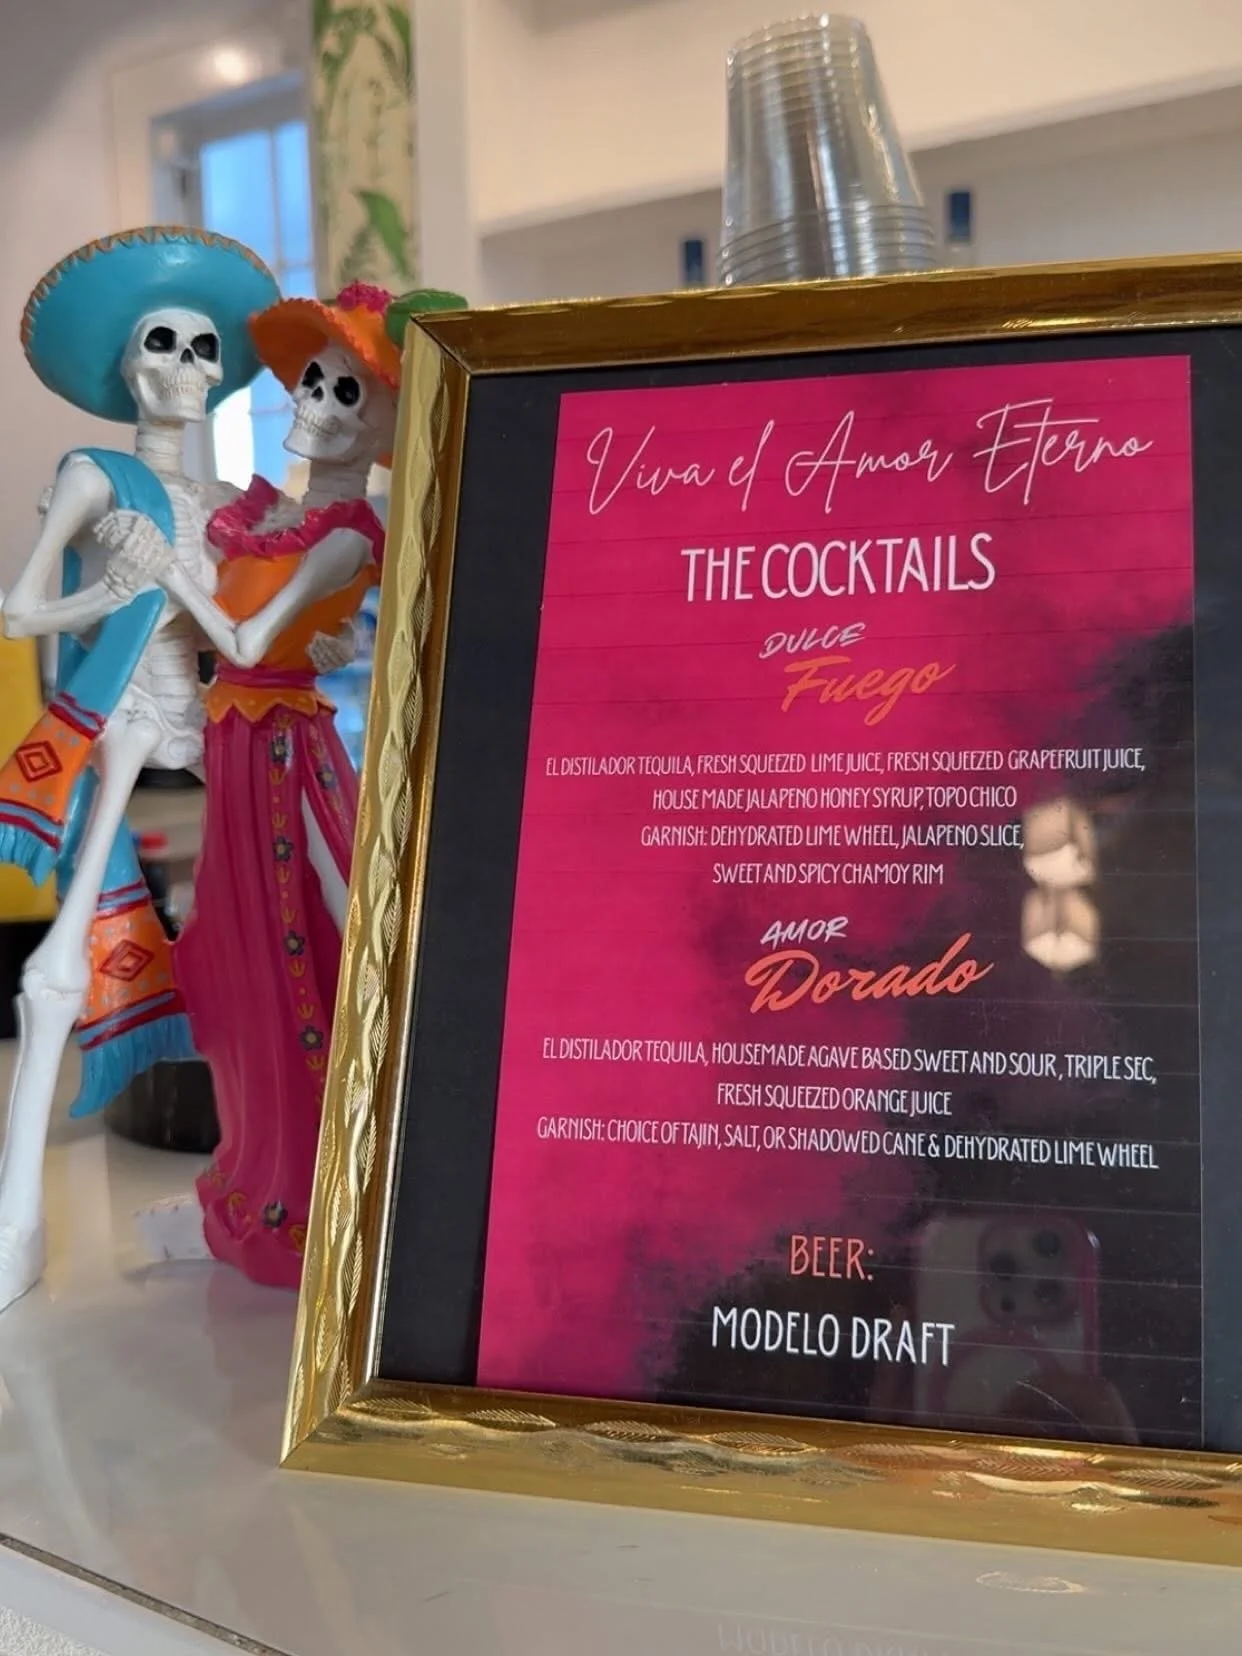 Viva el Amor Eterno
THE COCKTAILS
DULCE
Fuego
EL DISTILADOR TEQUILA, FRESH SQUEEZED LIME JUICE, FRESH SQUEEZED GRAPEFRUIT JUICE,
HOUSE MADE JALAPENO HONEY SYRUP, TOPO CHICO
GARNISH: DEHYDRATED LIME WHEEL, JALAPENO SLICE,
SWEET AND SPICY CHAMOY RIM
AMOR
Dorado
EL DISTILADOR TEQUILA, HOUSEMADE AGAVE BASED SWEET AND SOUR, TRIPLE SEC,
FRESH SQUEEZED ORANGE JUICE
GARNISH: CHOICE OF TAJIN, SALT, OR SHADOWED CANE & DEHYDRATED LIME WHEEL
BEER:
MODELO DRAFT